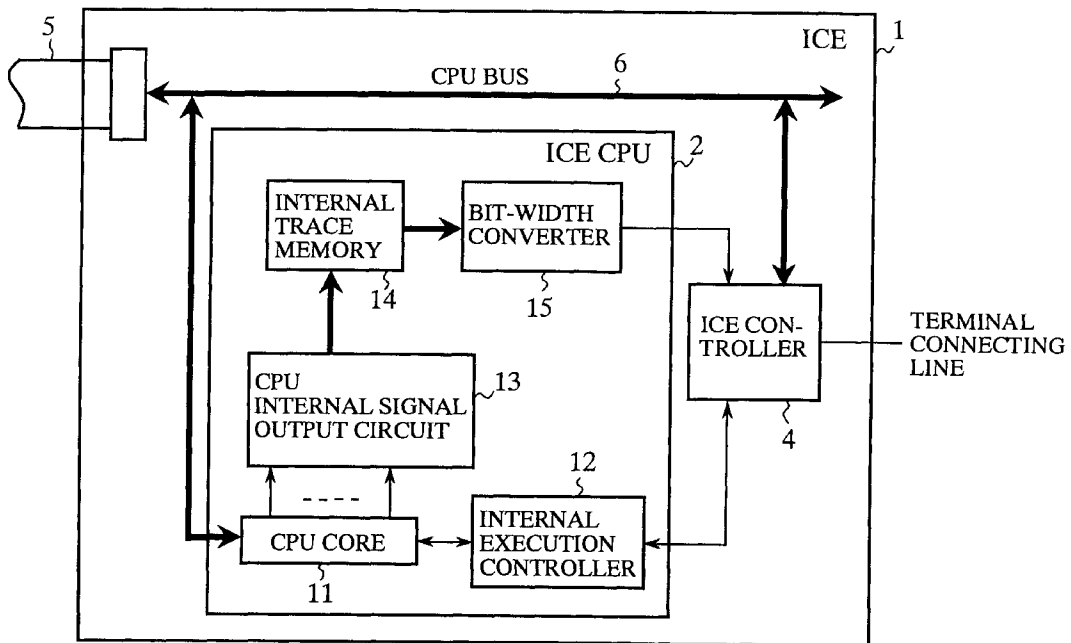 5
ICE
1
CPU BUS
6
ICE CPU
2
INTERNAL
TRACE
MEMORY
14
BIT-WIDTH
CONVERTER
15
ICE CON-
TROLLER
4
TERMINAL
CONNECTING
LINE
CPU
INTERNAL SIGNAL
OUTPUT CIRCUIT
13
12
CPU CORE
11
INTERNAL
EXECUTION
CONTROLLER